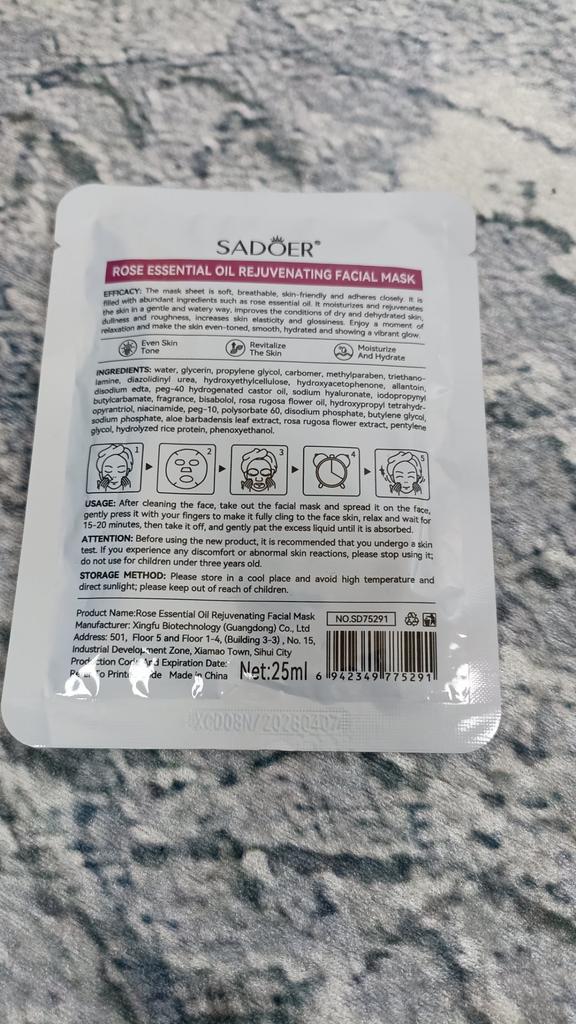 SADOER®
ROSE ESSENTIAL OIL REJUVENATING FACIAL MASK
EFFICACY: The mask sheet is soft, breathable, skin-friendly and adheres closely. It is
filled with abundant ingredients such as rose essential oil. It moisturizes and rejuvenates
the skin in a gentle and watery way, improves the conditions of dry and dehydrated skin,
dullness and roughness, increases skin elasticity and glossiness. Enjoy a moment of
relaxation and make the skin even-toned, smooth, hydrated and showing a vibrant glow.
Even Skin
Tone
Revitalize
The Skin
Moisturize
And Hydrate
INGREDIENTS: water, glycerin, propylene glycol, carbomer, methylparaben, triethano-
lamine, diazolidinyl urea, hydroxyethylcellulose, hydroxyacetophenone, allantoin,
disodium edta, peg-40 hydrogenated castor oil, sodium hyaluronate, iodopropynyl
butylcarbamate, fragrance, bisabolol, rosa rugosa flower oil, hydroxypropyl tetrahydr-
opyrantriol, niacinamide, peg-10, polysorbate 60, disodium phosphate, butylene glycol,
sodium phosphate, aloe barbadensis leaf extract, rosa rugosa flower extract, pentylene
glycol, hydrolyzed rice protein, phenoxyethanol.
1
2
3
4
5
USAGE: After cleaning the face, take out the facial mask and spread it on the face,
gently press it with your fingers to make it fully cling to the face skin, relax and wait for
15-20 minutes, then take it off, and gently pat the excess liquid until it is absorbed.
ATTENTION: Before using the new product, it is recommended that you undergo a skin
test. If you experience any discomfort or abnormal skin reactions, please stop using it;
do not use for children under three years old.
STORAGE METHOD: Please store in a cool place and avoid high temperature and
direct sunlight; please keep out of reach of children.
Product Name:Rose Essential Oil Rejuvenating Facial Mask
Manufacturer: Xingfu Biotechnology (Guangdong) Co., Ltd
Address: 501, Floor 5 and Floor 1-4, (Building 3-3) , No. 15,
Industrial Development Zone, Xiamao Town, Sihui City
Production Code And Expiration Date:
To Made in China
Net:25ml
NO.SD75291
6 942349 775291
XCD08N/20280407